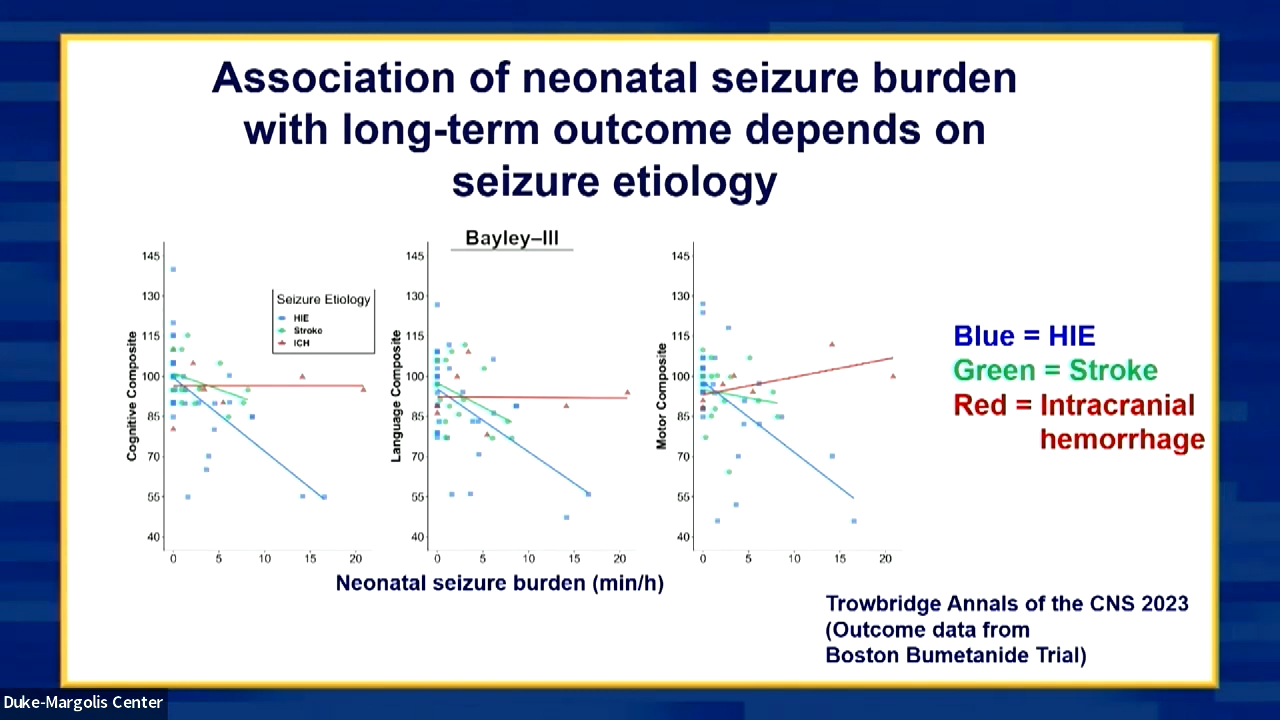 Association of neonatal seizure burden
with long-term outcome depends on
seizure etiology
Bayley–III
Cognitive Composite
145
130
115
100
85
70
55
40
0
5
10
15
20
Seizure Etiology
HIE
Stroke
ICH
Language Composite
145
130
115
100
85
70
55
40
0
5
10
15
20
Motor Composite
145
130
115
100
85
70
55
40
0
5
10
15
20
Neonatal seizure burden (min/h)
Blue = HIE
Green = Stroke
Red = Intracranial
hemorrhage
Trowbridge Annals of the CNS 2023
(Outcome data from
Boston Bumetanide Trial)
Duke-Margolis Center